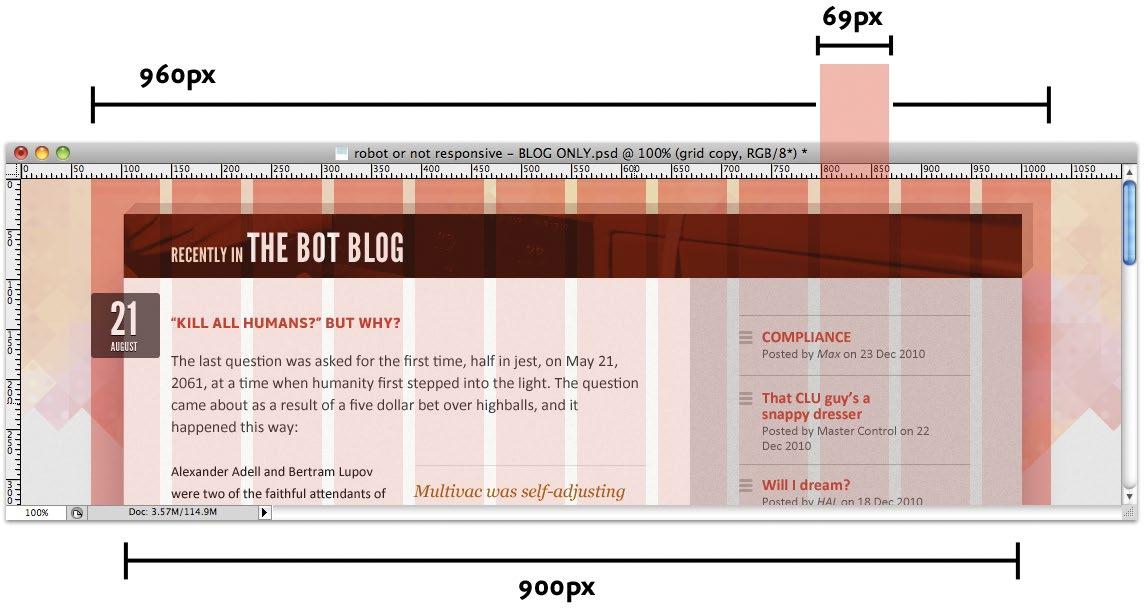 69px
960px
robot or not responsive – BLOG ONLY.psd @ 100% (grid copy, RGB/8*) *
0 50 100 150 200 250 300 350 400 450 500 550 600 650 700 750 800 850 900 950 1000 1050
0
50
100
150
200
250
300
RECENTLY IN THE BOT BLOG
21
AUGUST
“KILL ALL HUMANS?” BUT WHY?
The last question was asked for the first time, half in jest, on May 21,
2061, at a time when humanity first stepped into the light. The question
came about as a result of a five dollar bet over highballs, and it
happened this way:
Alexander Adell and Bertram Lupov
were two of the faithful attendants of
Multivac was self-adjusting
COMPLIANCE
Posted by Max on 23 Dec 2010
That CLU guy’s a
snappy dresser
Posted by Master Control on 22
Dec 2010
Will I dream?
Posted by HAL on 18 Dec 2010
100%
Doc: 3.57M/114.9M
900px